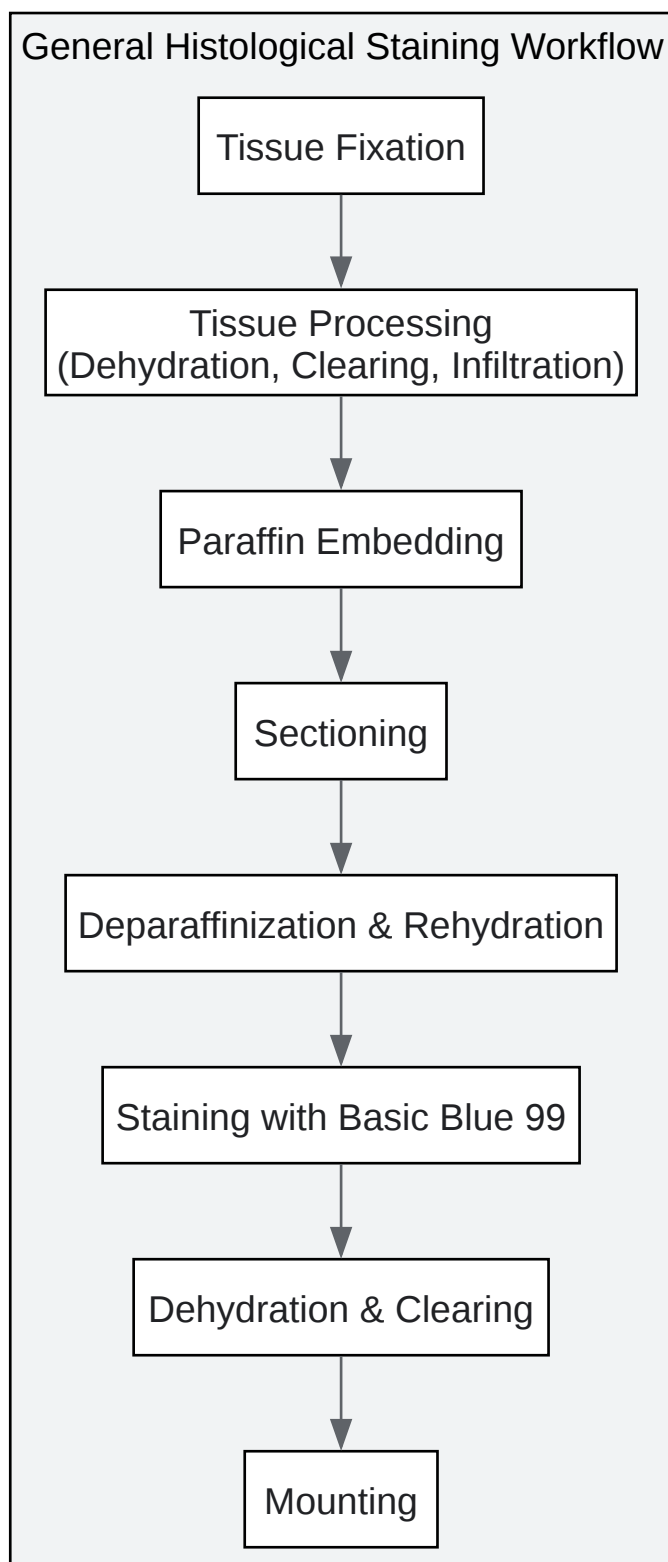 General Histological Staining Workflow
Tissue Fixation
Tissue Processing
(Dehydration, Clearing, Infiltration)
Paraffin Embedding
Sectioning
Deparaffinization & Rehydration
Staining with Basic Blue 99
Dehydration & Clearing
Mounting